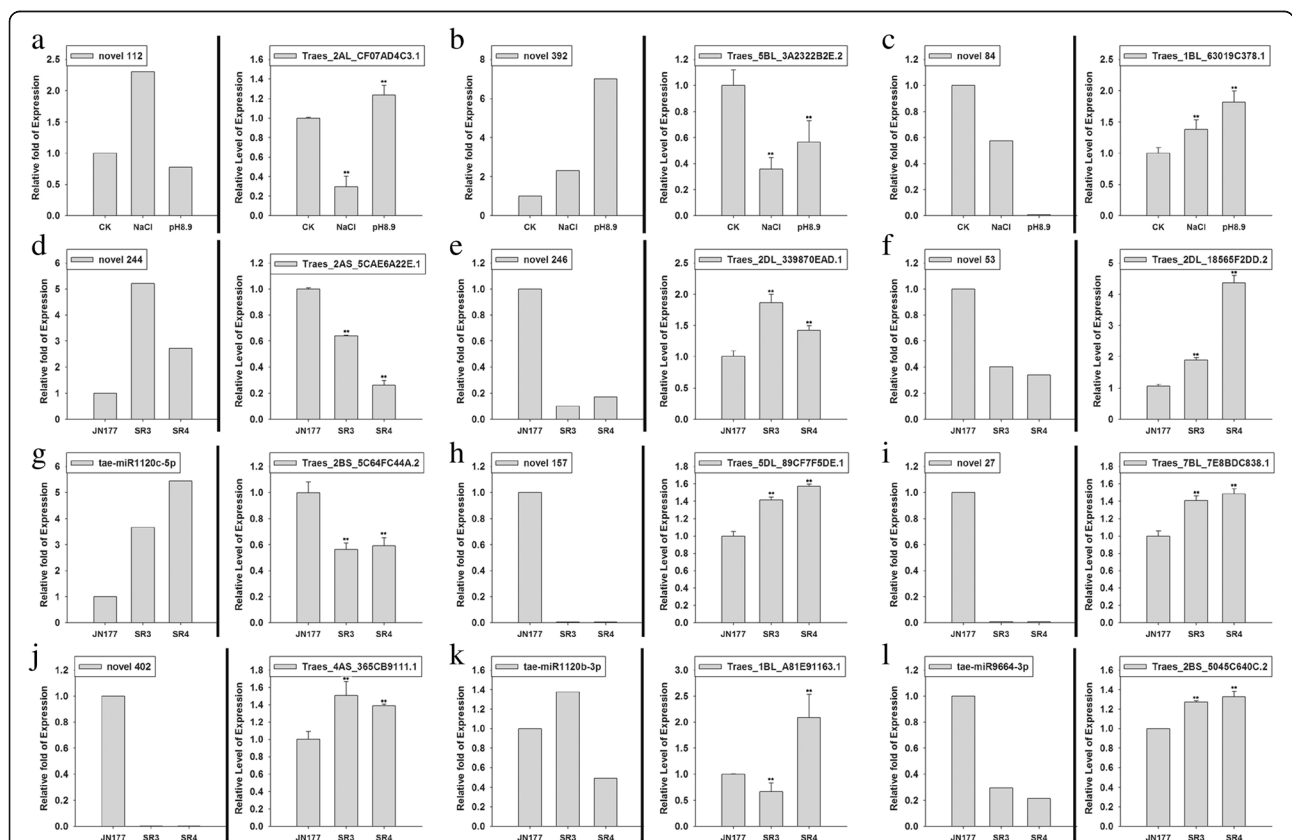 a
novel 112
Relative fold of Expression
2.5
2.0
1.5
1.0
0.5
0.0
CK NaCl pH8.9
Traes_2AL_CF07AD4C3.1
Relative Level of Expression
1.6
1.4
1.2
1.0
0.8
0.6
0.4
0.2
0.0
** **
CK NaCl pH8.9
b
novel 392
Relative fold of Expression
8
6
4
2
0
CK NaCl pH8.9
Traes_5BL_3A2322B2E.2
Relative Level of Expression
1.2
1.0
0.8
0.6
0.4
0.2
0.0
** **
CK NaCl pH8.9
c
novel 84
Relative fold of Expression
1.2
1.0
0.8
0.6
0.4
0.2
0.0
CK NaCl pH8.9
Traes_1BL_63019C378.1
Relative Level of Expression
2.5
2.0
1.5
1.0
0.5
0.0
** **
CK NaCl pH8.9
d
novel 244
Relative fold of Expression
6
5
4
3
2
1
0
JN177 SR3 SR4
Traes_2AS_5CAE6A22E.1
Relative Level of Expression
1.2
1.0
0.8
0.6
0.4
0.2
0.0
** **
JN177 SR3 SR4
e
novel 246
Relative fold of Expression
1.2
1.0
0.8
0.6
0.4
0.2
0.0
JN177 SR3 SR4
Traes_2DL_339870EAD.1
Relative Level of Expression
2.5
2.0
1.5
1.0
0.5
0.0
** **
JN177 SR3 SR4
f
novel 53
Relative fold of Expression
1.2
1.0
0.8
0.6
0.4
0.2
0.0
JN177 SR3 SR4
Traes_2DL_18565F2DD.2
Relative Level of Expression
5
4
3
2
1
0
** **
JN177 SR3 SR4
g
tae-miR1120c-5p
Relative fold of Expression
6
5
4
3
2
1
0
JN177 SR3 SR4
Traes_2BS_5C64FC44A.2
Relative Level of Expression
1.2
1.0
0.8
0.6
0.4
0.2
0.0
** **
JN177 SR3 SR4
h
novel 157
Relative fold of Expression
1.2
1.0
0.8
0.6
0.4
0.2
0.0
JN177 SR3 SR4
Traes_5DL_89CF7F5DE.1
Relative Level of Expression
1.8
1.6
1.4
1.2
1.0
0.8
0.6
0.4
0.2
0.0
** **
JN177 SR3 SR4
i
novel 27
Relative fold of Expression
1.2
1.0
0.8
0.6
0.4
0.2
0.0
JN177 SR3 SR4
Traes_7BL_7E8BDC838.1
Relative Level of Expression
1.8
1.6
1.4
1.2
1.0
0.8
0.6
0.4
0.2
0.0
** **
JN177 SR3 SR4
j
novel 402
Relative fold of Expression
1.2
1.0
0.8
0.6
0.4
0.2
0.0
JN177 SR3 SR4
Traes_4AS_365CB9111.1
Relative Level of Expression
1.8
1.6
1.4
1.2
1.0
0.8
0.6
0.4
0.2
0.0
** **
JN177 SR3 SR4
k
tae-miR1120b-3p
Relative fold of Expression
1.6
1.4
1.2
1.0
0.8
0.6
0.4
0.2
0.0
JN177 SR3 SR4
Traes_1BL_A81E91163.1
Relative Level of Expression
3.0
2.5
2.0
1.5
1.0
0.5
0.0
** **
JN177 SR3 SR4
l
tae-miR9664-3p
Relative fold of Expression
1.2
1.0
0.8
0.6
0.4
0.2
0.0
JN177 SR3 SR4
Traes_2BS_5045C640C.2
Relative Level of Expression
1.6
1.4
1.2
1.0
0.8
0.6
0.4
0.2
0.0
** **
JN177 SR3 SR4